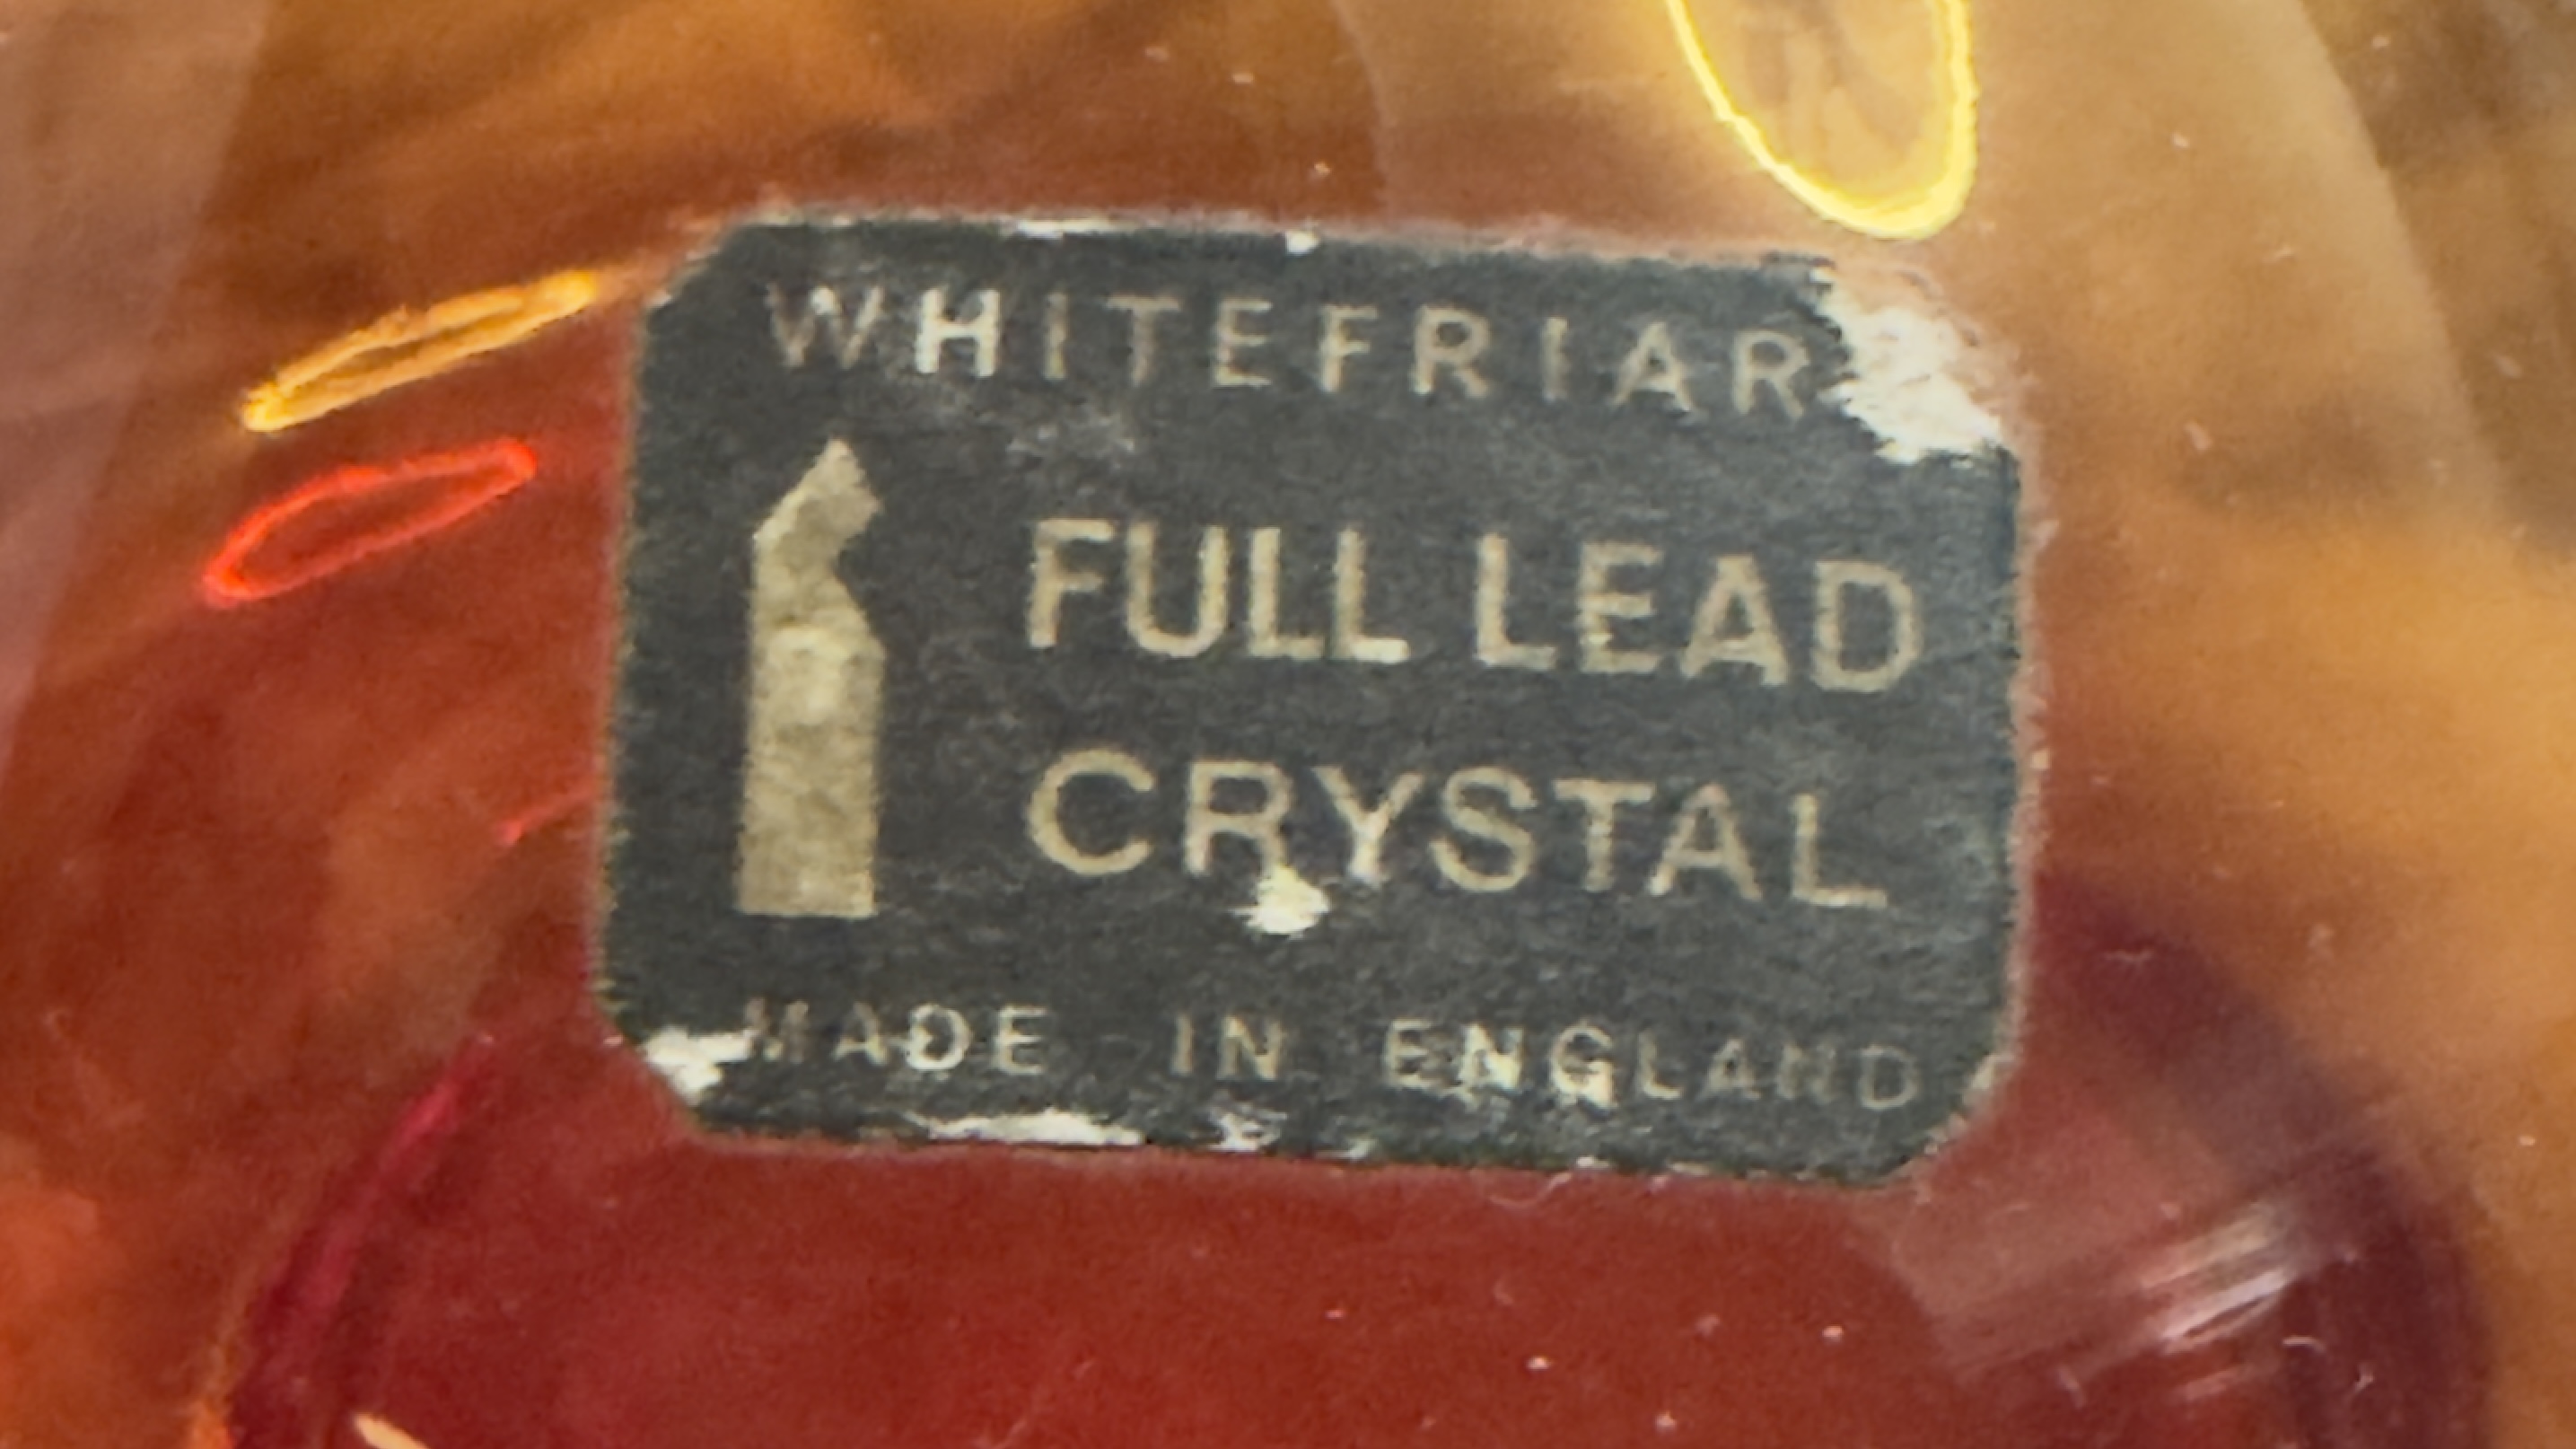 WHITEFRIAR
FULL LEAD
CRYSTAL
MADE IN ENGLAND